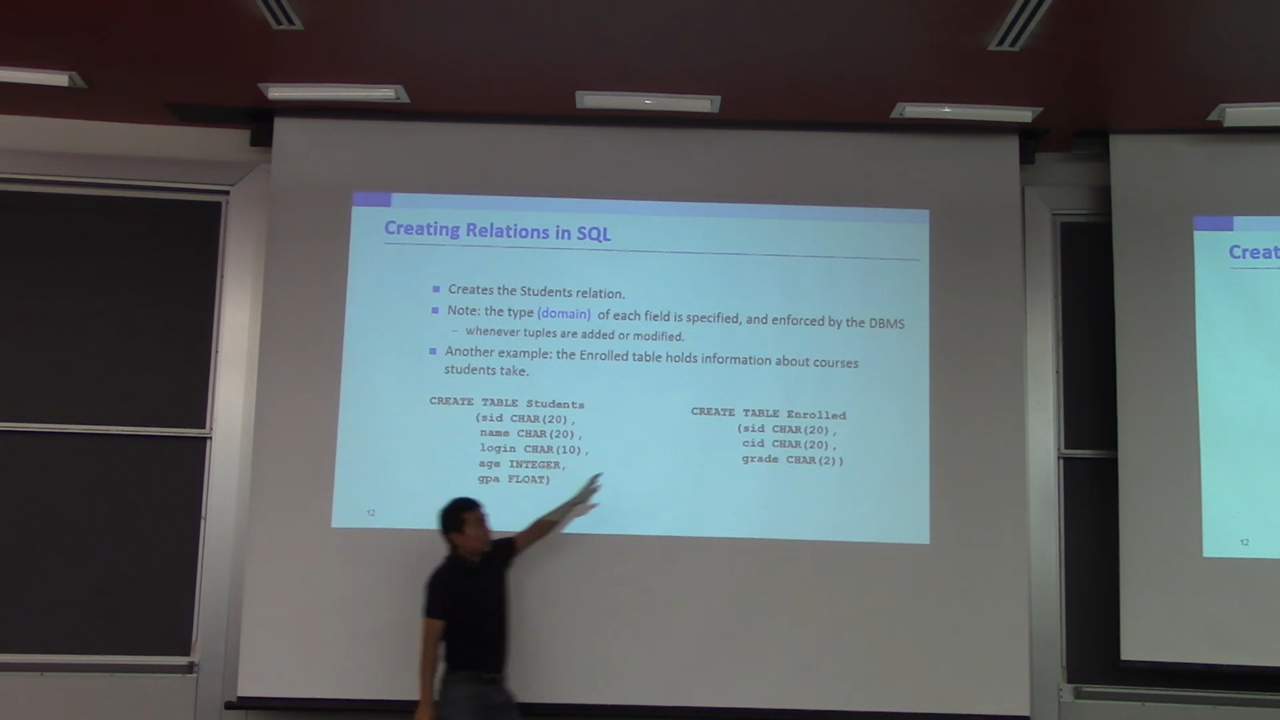 Creating Relations in SQL
Creates the Students relation.
Note: the type (domain) of each field is specified, and enforced by the DBMS
– whenever tuples are added or modified.
Another example: the Enrolled table holds information about courses
students take.
CREATE TABLE Students
(sid CHAR(20),
name CHAR(20),
login CHAR(10),
age INTEGER,
gpa FLOAT)
CREATE TABLE Enrolled
(sid CHAR(20),
cid CHAR(20),
grade CHAR(2))
12
Creat
12